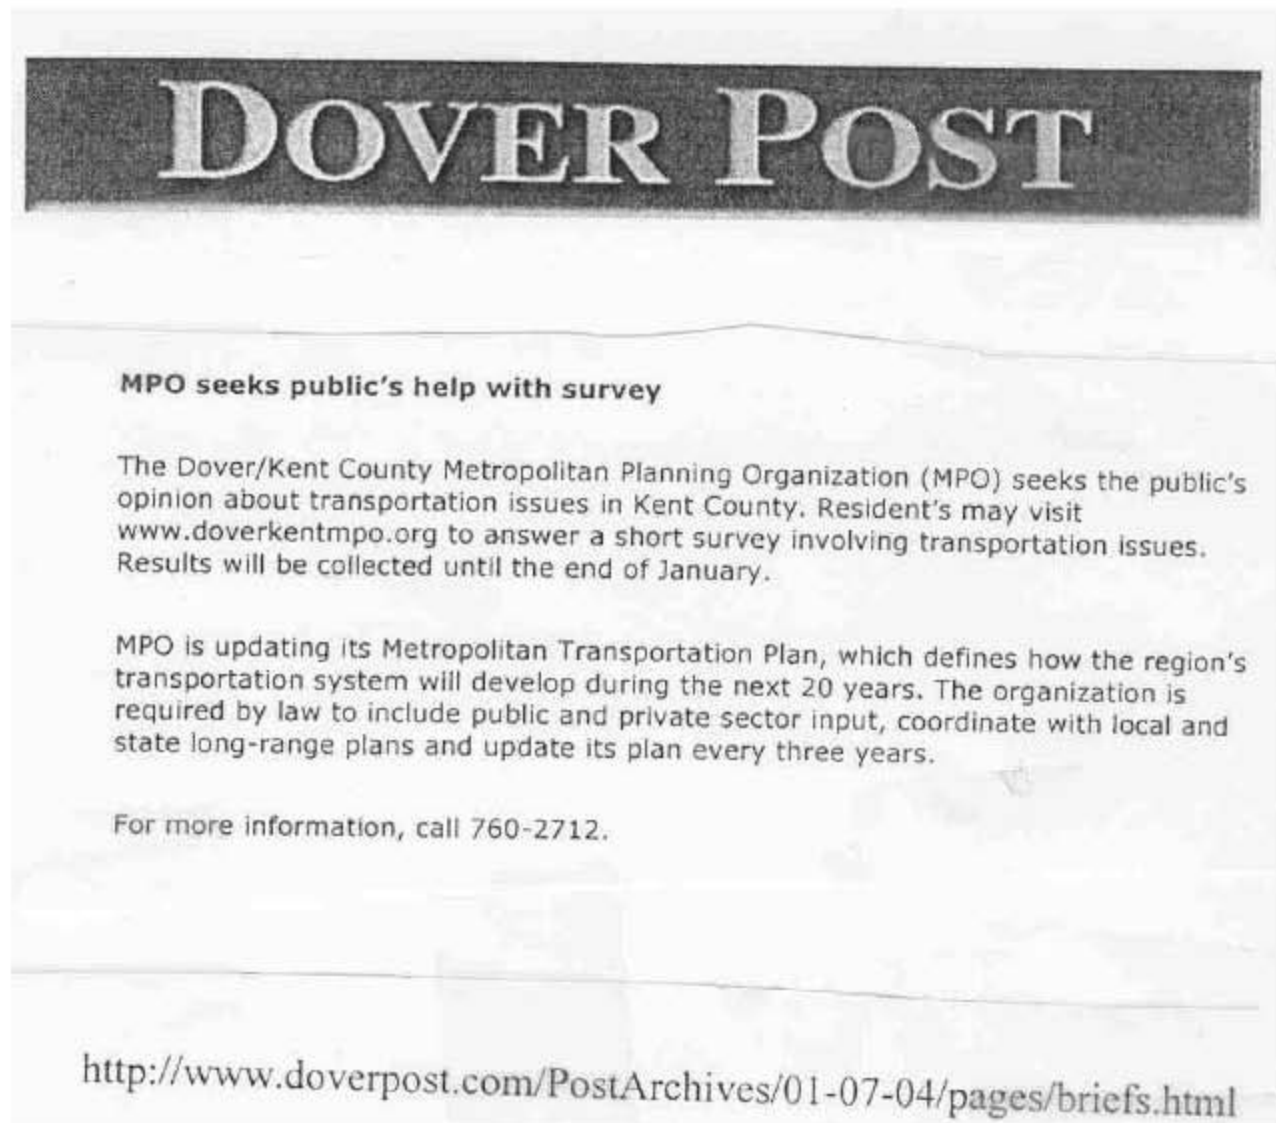 DOVER POST
MPO seeks public's help with survey
The Dover/Kent County Metropolitan Planning Organization (MPO) seeks the public's
opinion about transportation issues in Kent County. Resident's may visit
www.doverkentmpo.org to answer a short survey involving transportation issues.
Results will be collected until the end of January.
MPO is updating its Metropolitan Transportation Plan, which defines how the region's
transportation system will develop during the next 20 years. The organization is
required by law to include public and private sector input, coordinate with local and
state long-range plans and update its plan every three years.
For more information, call 760-2712.
http://www.doverpost.com/PostArchives/01-07-04/pages/briefs.html